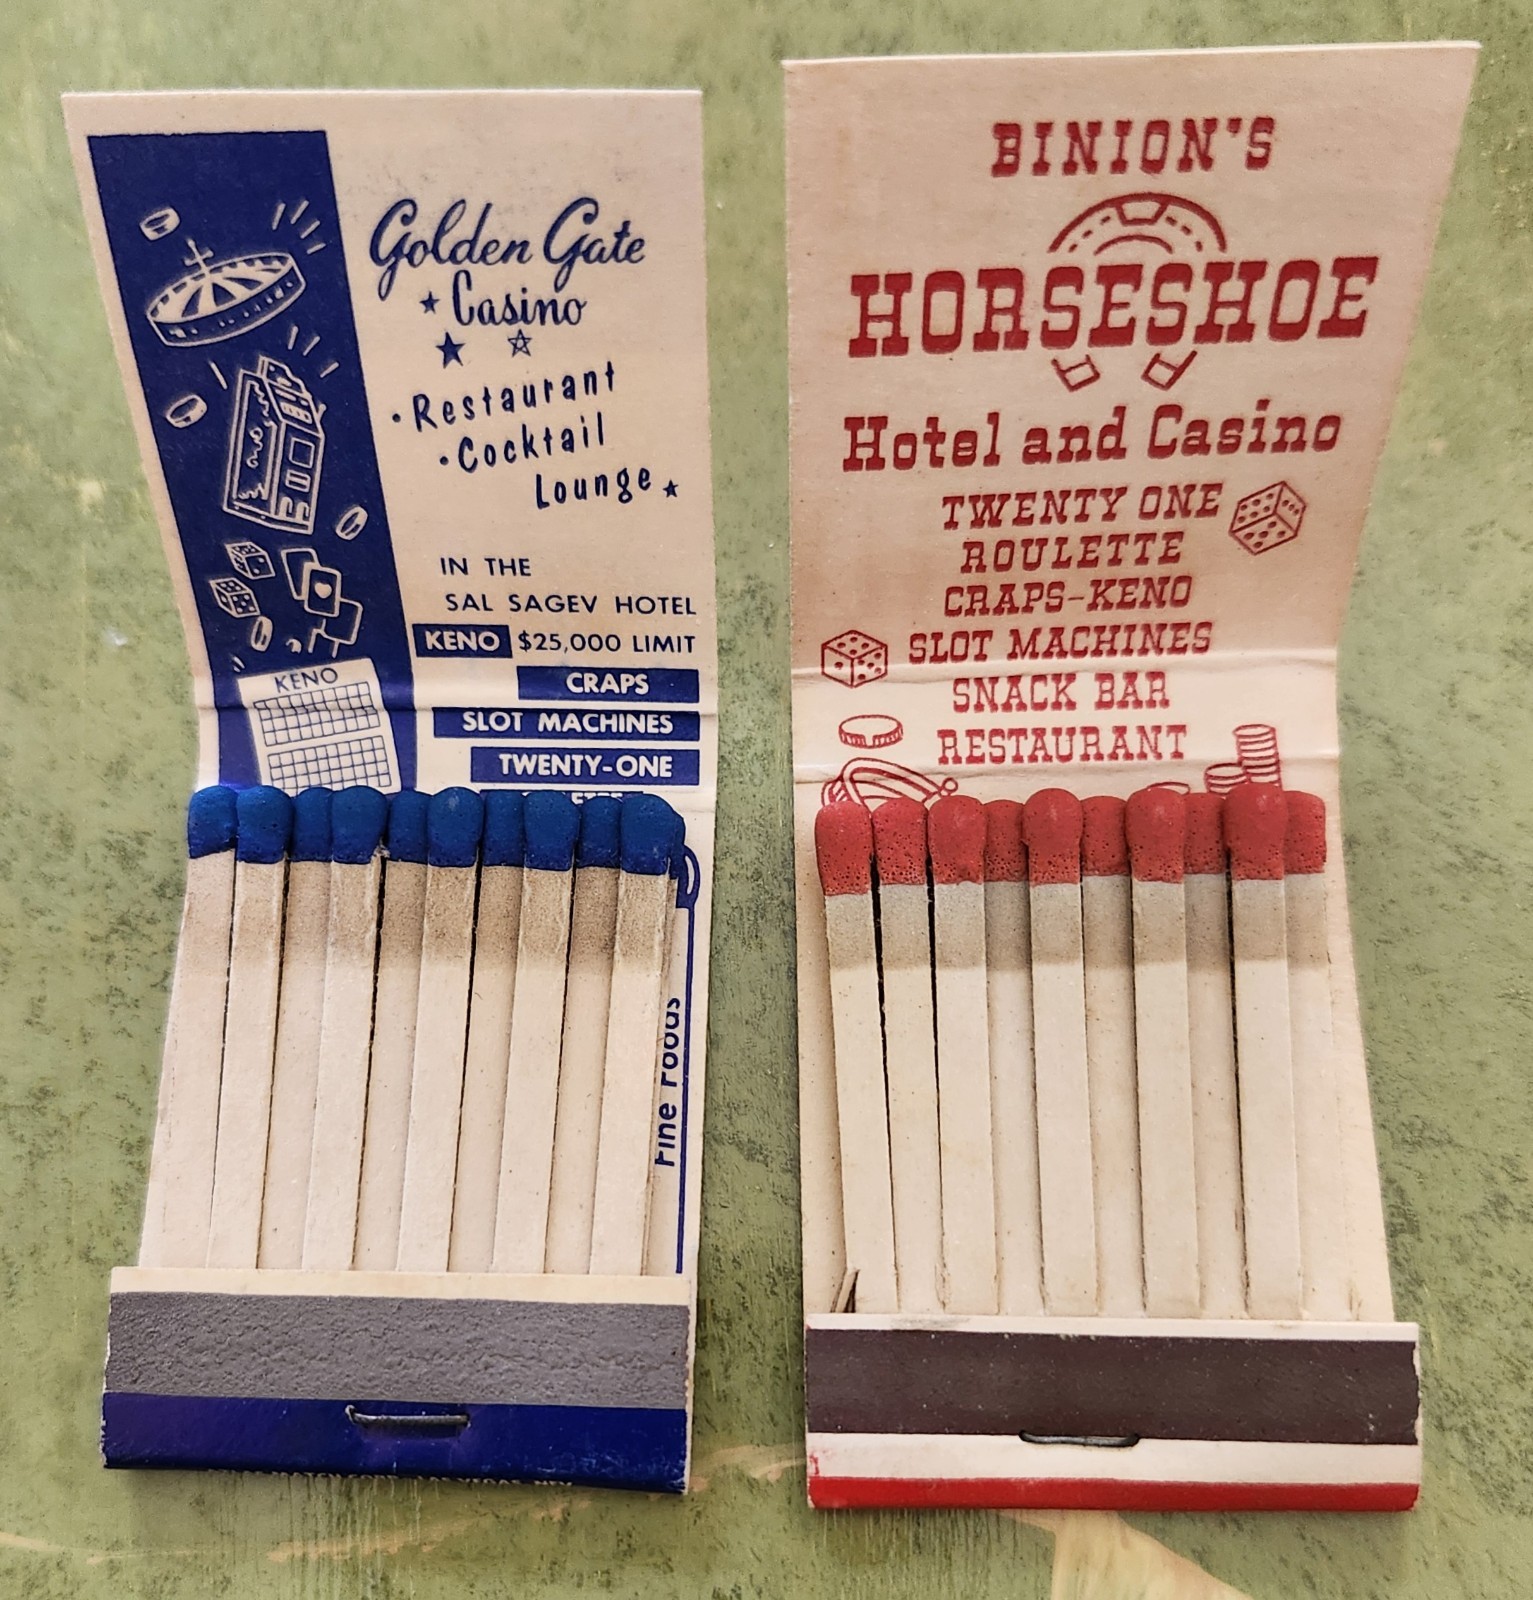 Golden Gate
Casino
Restaurant
Cocktail
Lounge
IN THE
SAL SAGEV HOTEL
KENO $25,000 LIMIT
CRAPS
SLOT MACHINES
TWENTY-ONE
KENO
Fine Foods
BINION'S
HORSESHOE
Hotel and Casino
TWENTY ONE
ROULETTE
CRAPS-KENO
SLOT MACHINES
SNACK BAR
RESTAURANT